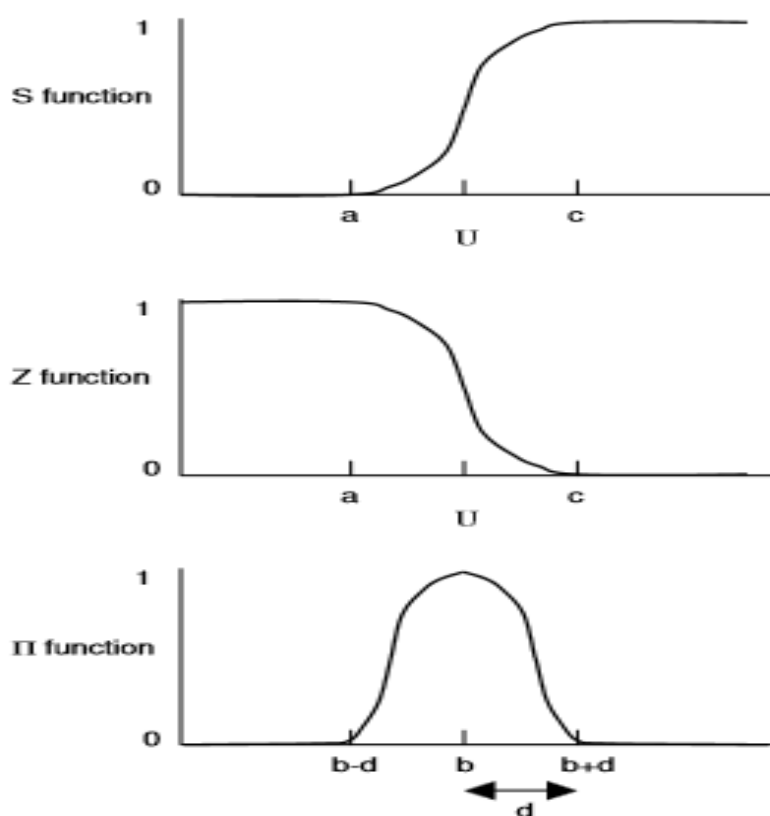 1
S function
0
a c
U
1
Z function
0
a c
U
1
Π function
0
b-d b b+d
d